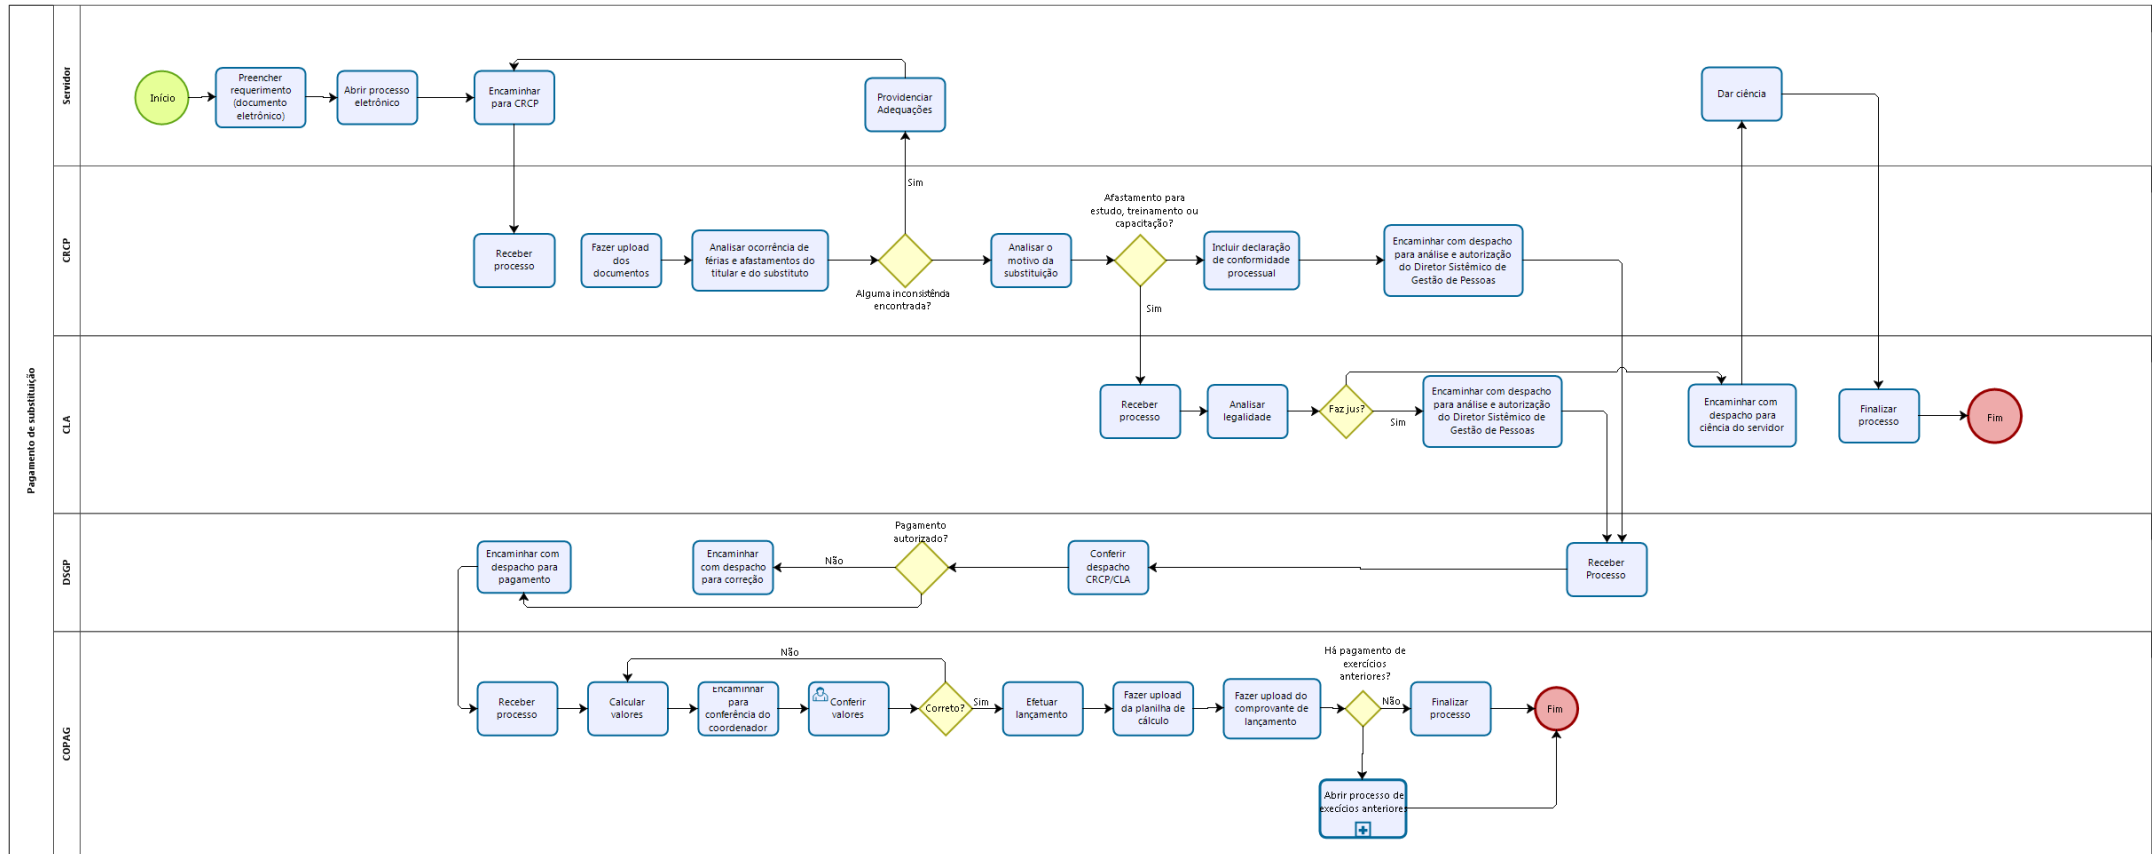 Pagamento de substituição
Servidor
Início
Preencher
requerimento
(documento
eletrônico)
Abrir processo
eletrônico
Encaminhar
para CRCP
Providenciar
Adequações
Dar ciência
CRCP
Receber
processo
Fazer upload
dos
documentos
Analisar ocorrência de
férias e afastamentos do
titular e do substituto
Sim
Alguma inconsistência
encontrada?
Analisar o
motivo da
substituição
Afastamento para
estudo, treinamento ou
capacitação?
Sim
Incluir declaração
de conformidade
processual
Encaminhar com despacho
para análise e autorização
do Diretor Sistêmico de
Gestão de Pessoas
CLA
Receber
processo
Analisar
legalidade
Faz jus?
Sim
Encaminhar com despacho
para análise e autorização
do Diretor Sistêmico de
Gestão de Pessoas
Encaminhar com
despacho para
ciência do servidor
Finalizar
processo
Fim
DSGP
Encaminhar com
despacho para
pagamento
Encaminhar
com despacho
para correção
Não
Pagamento
autorizado?
Conferir
despacho
CRCP/CLA
Receber
Processo
COPAG
Receber
processo
Calcular
valores
Não
Encaminhar
para
conferência do
coordenador
Conferir
valores
Correto?
Sim
Efetuar
lançamento
Fazer upload
da planilha de
cálculo
Fazer upload do
comprovante de
lançamento
Há pagamento de
exercícios
anteriores?
Não
Finalizar
processo
Fim
Abrir processo de
execícios anteriores